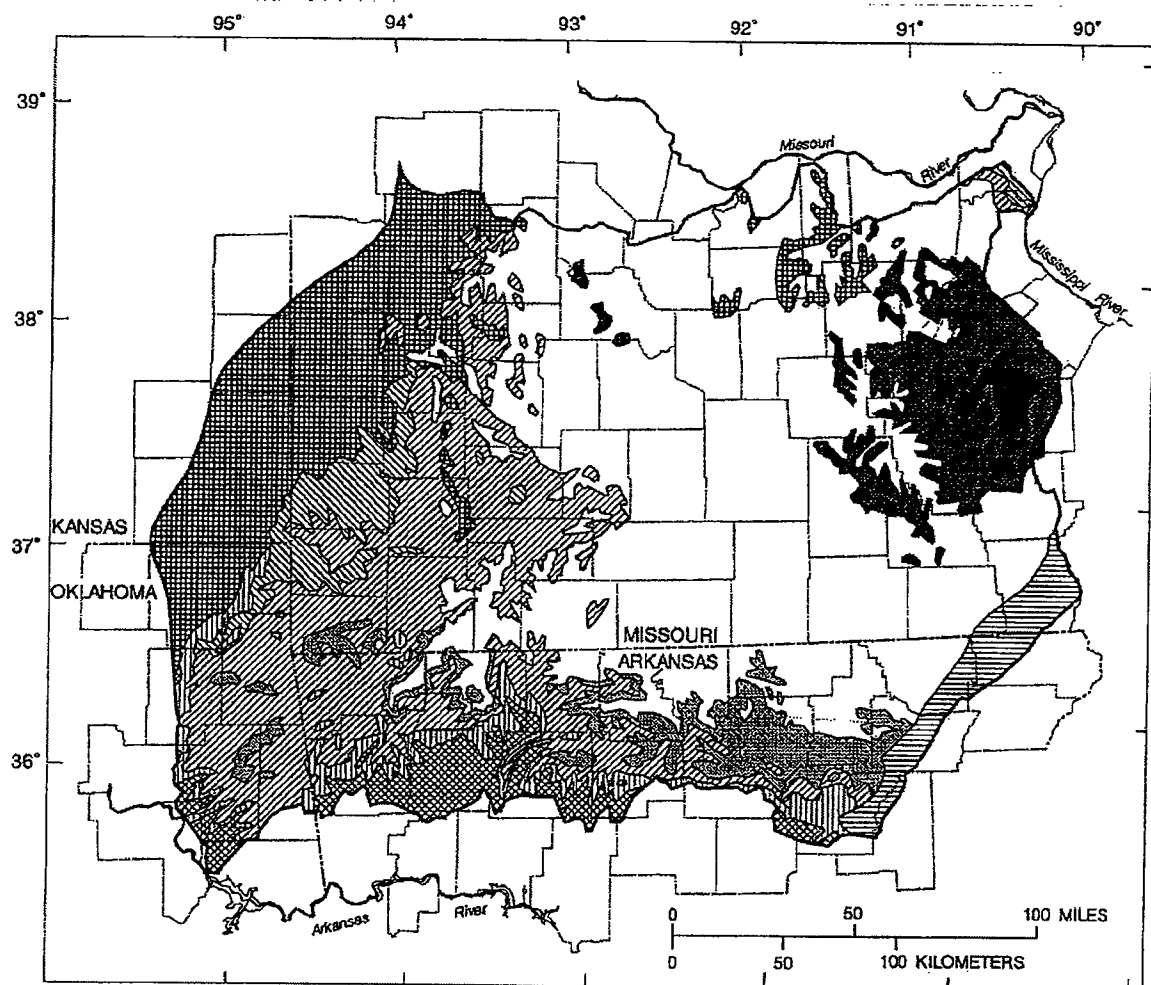 95° 94° 93° 92° 91° 90°
39°
Missouri
River
Mississippi
River
38°
KANSAS
37°
OKLAHOMA
MISSOURI
ARKANSAS
36°
Arkansas
River
0 50 100 MILES
0 50 100 KILOMETERS